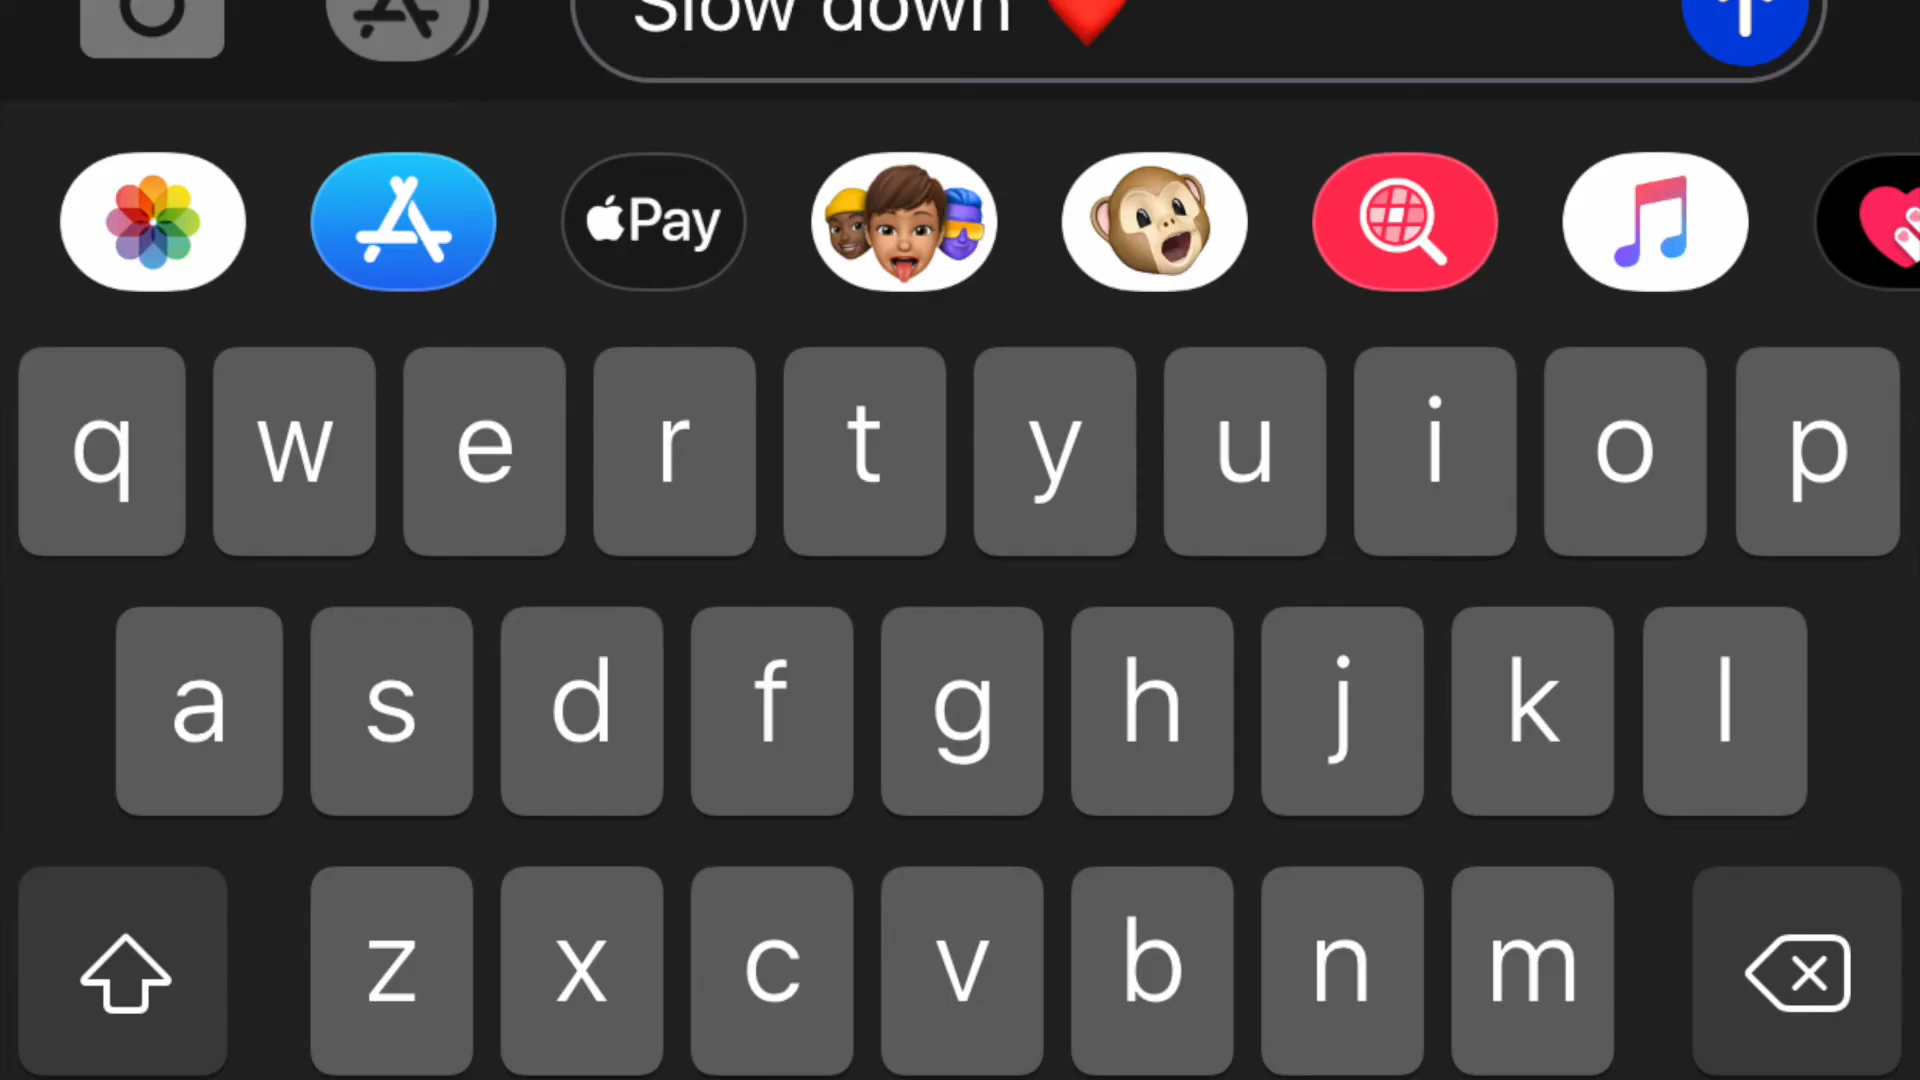 Slow down ❤️
Pay
q w e r t y u i o p
a s d f g h j k l
z x c v b n m